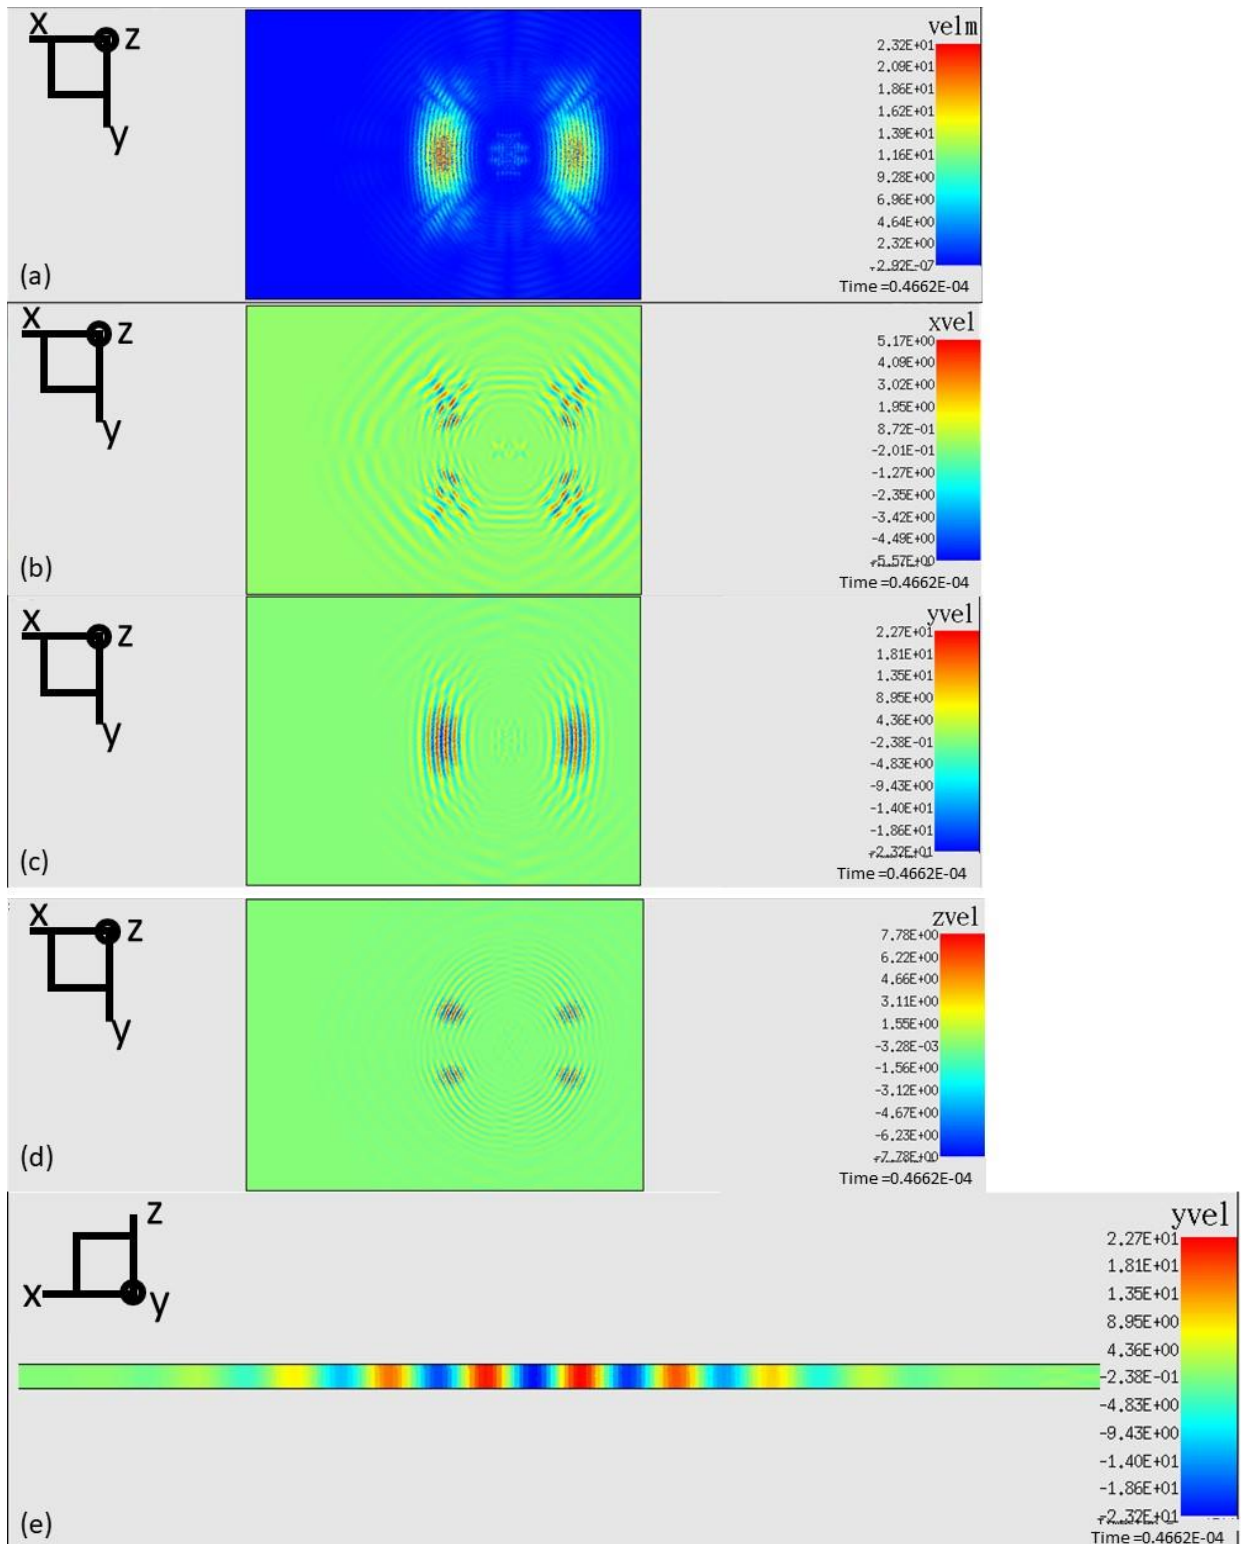 x z velm
y
2.32E+01
2.09E+01
1.86E+01
1.62E+01
1.39E+01
1.16E+01
9.28E+00
6.96E+00
4.64E+00
2.32E+00
-2.92E-07
(a) Time =0.4662E-04
x z xvel
y
5.17E+00
4.09E+00
3.02E+00
1.95E+00
8.72E-01
-2.01E-01
-1.27E+00
-2.35E+00
-3.42E+00
-4.49E+00
-5.57E+00
(b) Time =0.4662E-04
x z yvel
y
2.27E+01
1.81E+01
1.35E+01
8.95E+00
4.36E+00
-2.38E-01
-4.83E+00
-9.43E+00
-1.40E+01
-1.86E+01
-2.32E+01
(c) Time =0.4662E-04
x z zvel
y
7.78E+00
6.22E+00
4.66E+00
3.11E+00
1.55E+00
-3.28E-03
-1.56E+00
-3.12E+00
-4.67E+00
-6.23E+00
-7.78E+00
(d) Time =0.4662E-04
z yvel
x y
2.27E+01
1.81E+01
1.35E+01
8.95E+00
4.36E+00
-2.38E-01
-4.83E+00
-9.43E+00
-1.40E+01
-1.86E+01
-2.32E+01
(e) Time =0.4662E-04